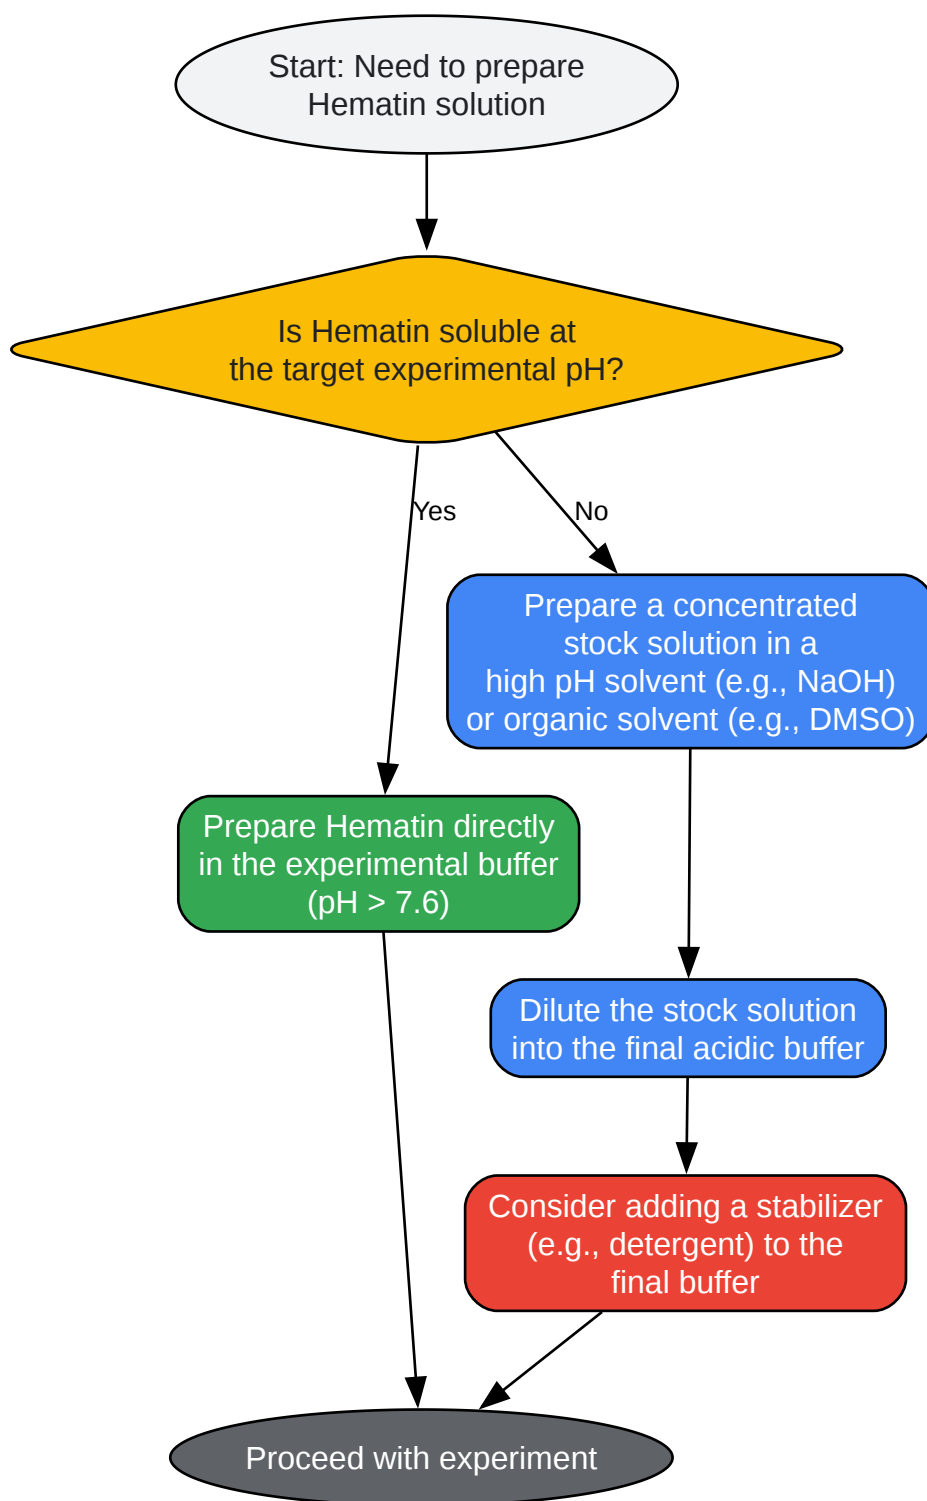 Start: Need to prepare
Hematin solution
Is Hematin soluble at
the target experimental pH?
Yes
No
Prepare a concentrated
stock solution in a
high pH solvent (e.g., NaOH)
or organic solvent (e.g., DMSO)
Prepare Hematin directly
in the experimental buffer
(pH > 7.6)
Dilute the stock solution
into the final acidic buffer
Consider adding a stabilizer
(e.g., detergent) to the
final buffer
Proceed with experiment